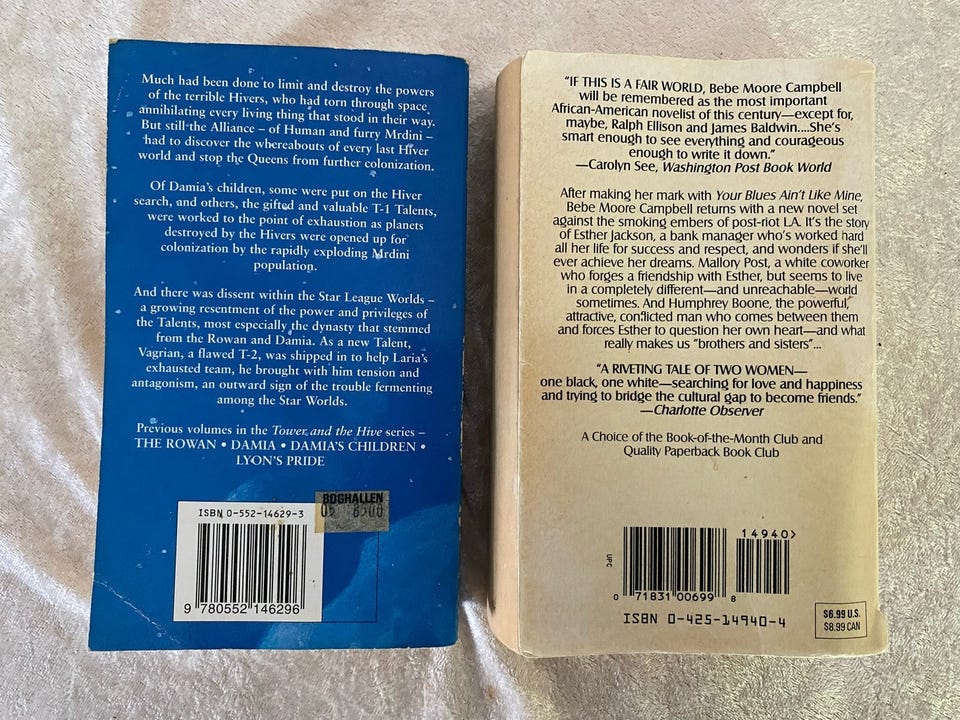 Much had been done to limit and destroy the powers
of the terrible Hivers, who had torn through space
annihilating every living thing that stood in their way.
But still the Alliance – of Human and furry Mrdini –
had to discover the whereabouts of every last Hiver
world and stop the Queens from further colonization.
Of Damia's children, some were put on the Hiver
search, and others, the gifted and valuable T-1 Talents,
were worked to the point of exhaustion as planets
destroyed by the Hivers were opened up for
colonization by the rapidly exploding Mrdini
population.
And there was dissent within the Star League Worlds –
a growing resentment of the power and privileges of
the Talents, most especially the dynasty that stemmed
from the Rowan and Damia. As a new Talent,
Vagrian, a flawed T-2, was shipped in to help Laria's
exhausted team, he brought with him tension and
antagonism, an outward sign of the trouble fermenting
among the Star Worlds.
Previous volumes in the Tower and the Hive series –
THE ROWAN • DAMIA • DAMIA'S CHILDREN •
LYON'S PRIDE
BOGHALLEN
ISBN 0-552-14629-3
9 780552 146296
"IF THIS IS A FAIR WORLD, Bebe Moore Campbell
will be remembered as the most important
African-American novelist of this century—except for,
maybe, Ralph Ellison and James Baldwin....She's
smart enough to see everything and courageous
enough to write it down."
—Carolyn See, Washington Post Book World
After making her mark with Your Blues Ain't Like Mine,
Bebe Moore Campbell returns with a new novel set
against the smoking embers of post-riot L.A. It's the story
of Esther Jackson, a bank manager who's worked hard
all her life for success and respect, and wonders if she'll
ever achieve her dreams. Mallory Post, a white coworker
who forges a friendship with Esther, but seems to live
in a completely different—and unreachable—world
sometimes. And Humphrey Boone, the powerful,
attractive, conflicted man who comes between them
and forces Esther to question her own heart—and what
really makes us "brothers and sisters"...
"A RIVETING TALE OF TWO WOMEN—
one black, one white—searching for love and happiness
and trying to bridge the cultural gap to become friends."
—Charlotte Observer
A Choice of the Book-of-the-Month Club and
Quality Paperback Book Club
14940>
UPC
0 71831 00699 8
ISBN 0-425-14940-4
$6.99 U.S.
$8.99 CAN